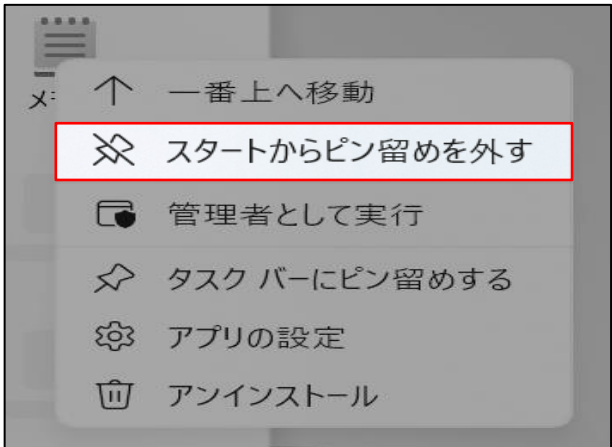 メ
一番上へ移動
スタートからピン留めを外す
管理者として実行
タスク バーにピン留めする
アプリの設定
アンインストール